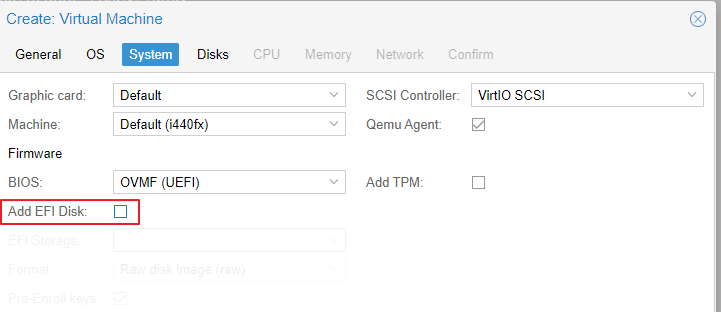 Create: Virtual Machine
General OS System Disks CPU Memory Network Confirm
Graphic card: Default SCSI Controller: VirtIO SCSI
Machine: Default (i440fx) Qemu Agent:
Firmware
BIOS: OVMF (UEFI) Add TPM:
Add EFI Disk:
EFI Storage:
Format: Raw disk image (raw)
Pre-Enroll keys: